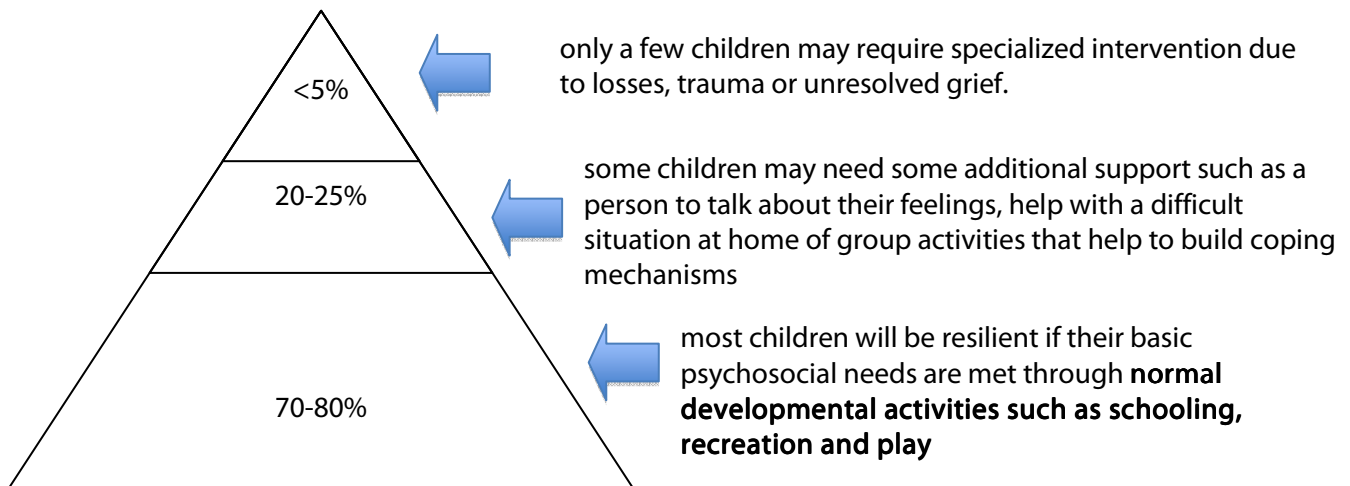 only a few children may require specialized intervention due
to losses, trauma or unresolved grief.
<5%
some children may need some additional support such as a
person to talk about their feelings, help with a difficult
situation at home of group activities that help to build coping
mechanisms
20-25%
most children will be resilient if their basic
psychosocial needs are met through normal
developmental activities such as schooling,
recreation and play
70-80%